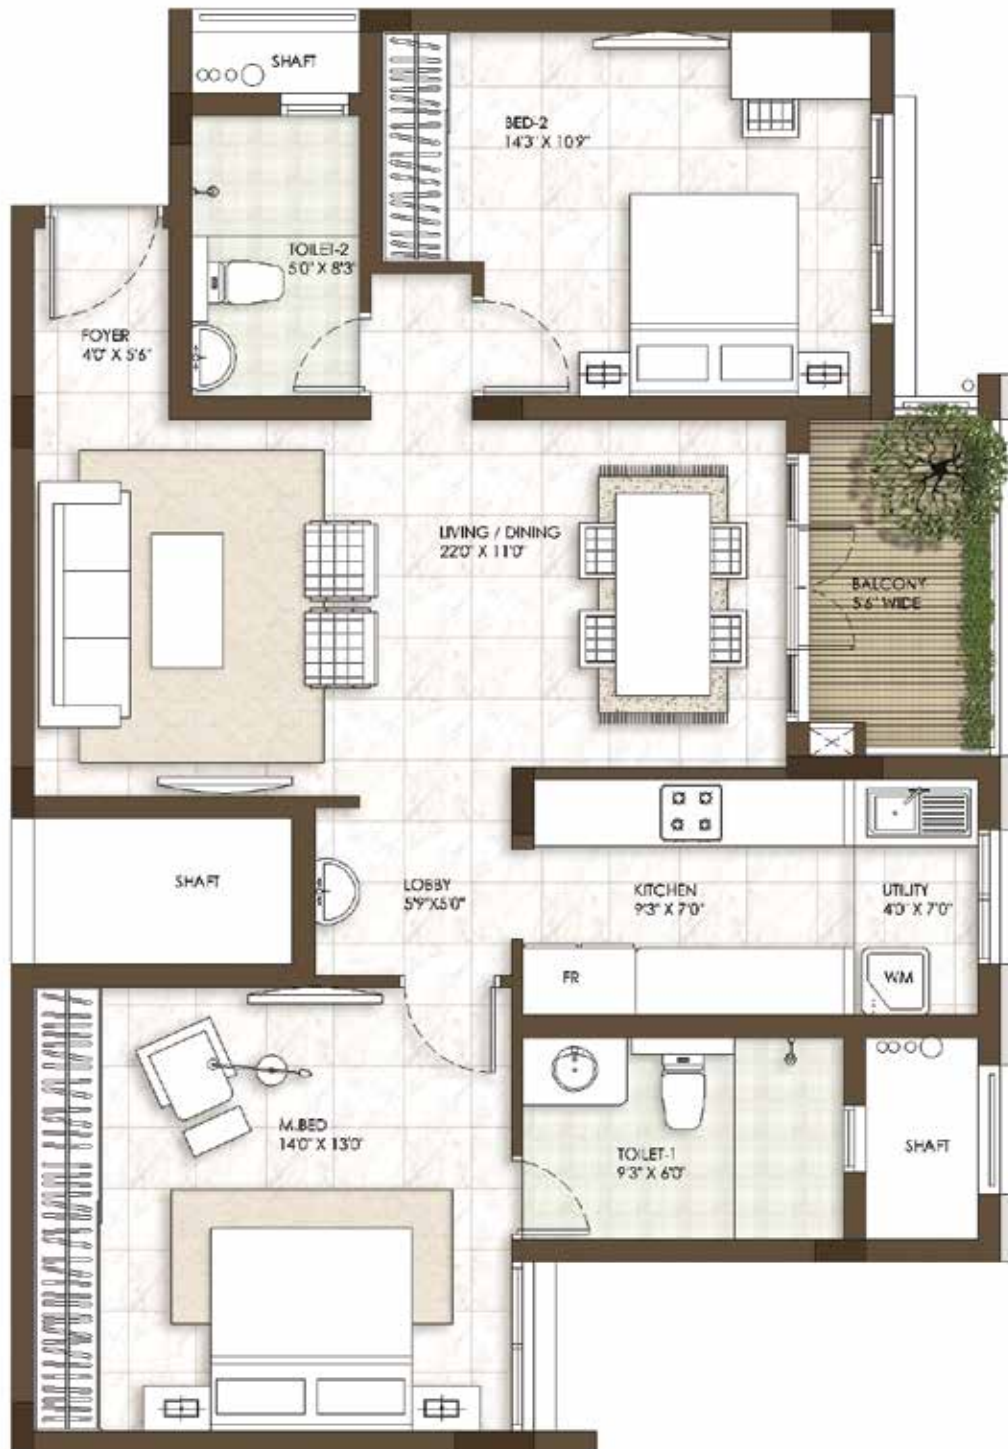 SHAFT
BED-2
14'3" X 10'9"
TOILET-2
5'0" X 8'3"
FOYER
4'0" X 5'6"
LIVING / DINING
22'0" X 11'0"
BALCONY
5'6" WIDE
SHAFT
LOBBY
5'9"X5'0"
KITCHEN
9'3" X 7'0"
UTILITY
4'0" X 7'0"
FR
WM
M.BED
14'0" X 13'0"
TOILET-1
9'3" X 6'0"
SHAFT